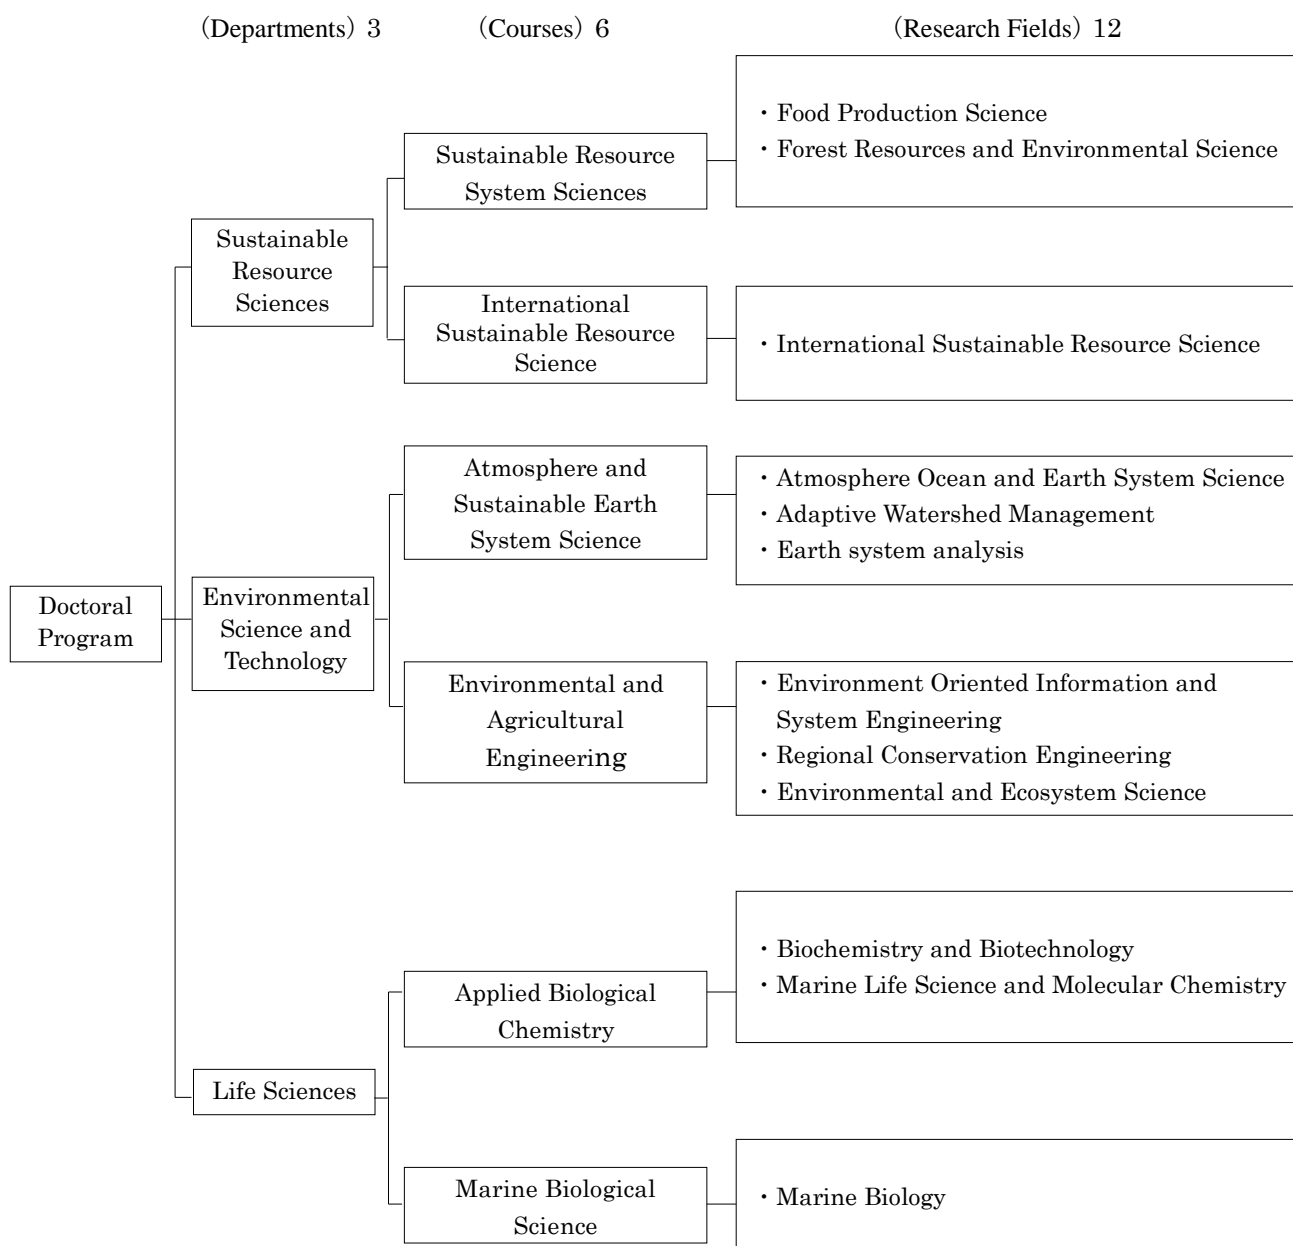 （Departments）3
（Courses）6
（Research Fields）12
Doctoral
Program
Sustainable
Resource
Sciences
Sustainable Resource
System Sciences
・Food Production Science
・Forest Resources and Environmental Science
International
Sustainable Resource
Science
・International Sustainable Resource Science
Environmental
Science and
Technology
Atmosphere and
Sustainable Earth
System Science
・Atmosphere Ocean and Earth System Science
・Adaptive Watershed Management
・Earth system analysis
Environmental and
Agricultural
Engineering
・Environment Oriented Information and
System Engineering
・Regional Conservation Engineering
・Environmental and Ecosystem Science
Life Sciences
Applied Biological
Chemistry
・Biochemistry and Biotechnology
・Marine Life Science and Molecular Chemistry
Marine Biological
Science
・Marine Biology